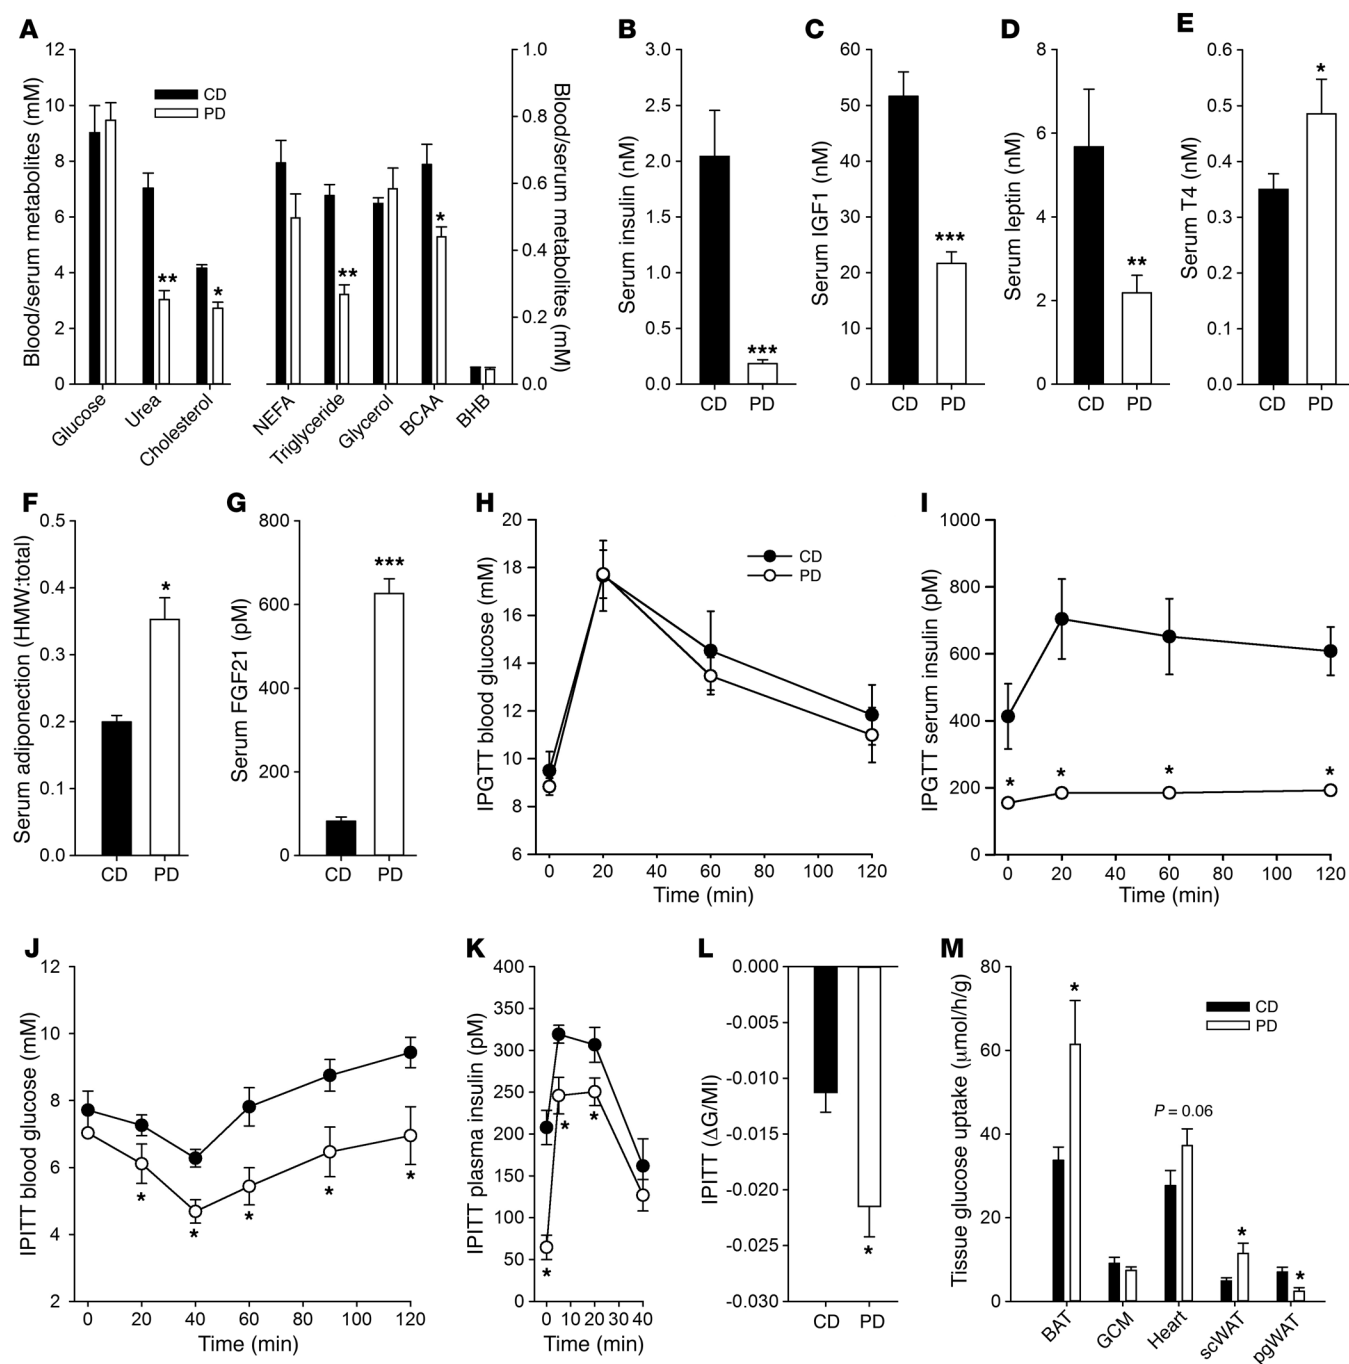 A
12
10
8
6
4
2
0
Blood/serum metabolites (mM)
CD
PD
**
*
**
*
1.0
0.8
0.6
0.4
0.2
0.0
Blood/serum metabolites (mM)
Glucose
Urea
Cholesterol
NEFA
Triglyceride
Glycerol
BCAA
BHB
B
3.0
2.5
2.0
1.5
1.0
0.5
0.0
Serum insulin (nM)
***
CD PD
C
60
50
40
30
20
10
0
Serum IGF1 (nM)
***
CD PD
D
8
6
4
2
0
Serum leptin (nM)
**
CD PD
E
0.6
0.5
0.4
0.3
0.2
0.1
0.0
Serum T4 (nM)
*
CD PD
F
0.5
0.4
0.3
0.2
0.1
0.0
Serum adiponection (HMW:total)
*
CD PD
G
800
600
400
200
0
Serum FGF21 (pM)
***
CD PD
H
20
18
16
14
12
10
8
6
IPGTT blood glucose (mM)
CD
PD
0 20 40 60 80 100 120
Time (min)
I
1000
800
600
400
200
0
IPGTT serum insulin (pM)
* * * *
0 20 40 60 80 100 120
Time (min)
J
12
10
8
6
4
2
IPITT blood glucose (mM)
* * * * *
0 20 40 60 80 100 120
Time (min)
K
400
350
300
250
200
150
100
50
0
IPITT plasma insulin (pM)
* * *
0 10 20 30 40
Time (min)
L
0.000
-0.005
-0.010
-0.015
-0.020
-0.025
-0.030
IPITT (ΔG/MI)
*
CD PD
M
80
60
40
20
0
Tissue glucose uptake (μmol/h/g)
CD
PD
*
P = 0.06
*
*
BAT
GCM
Heart
scWAT
pgWAT